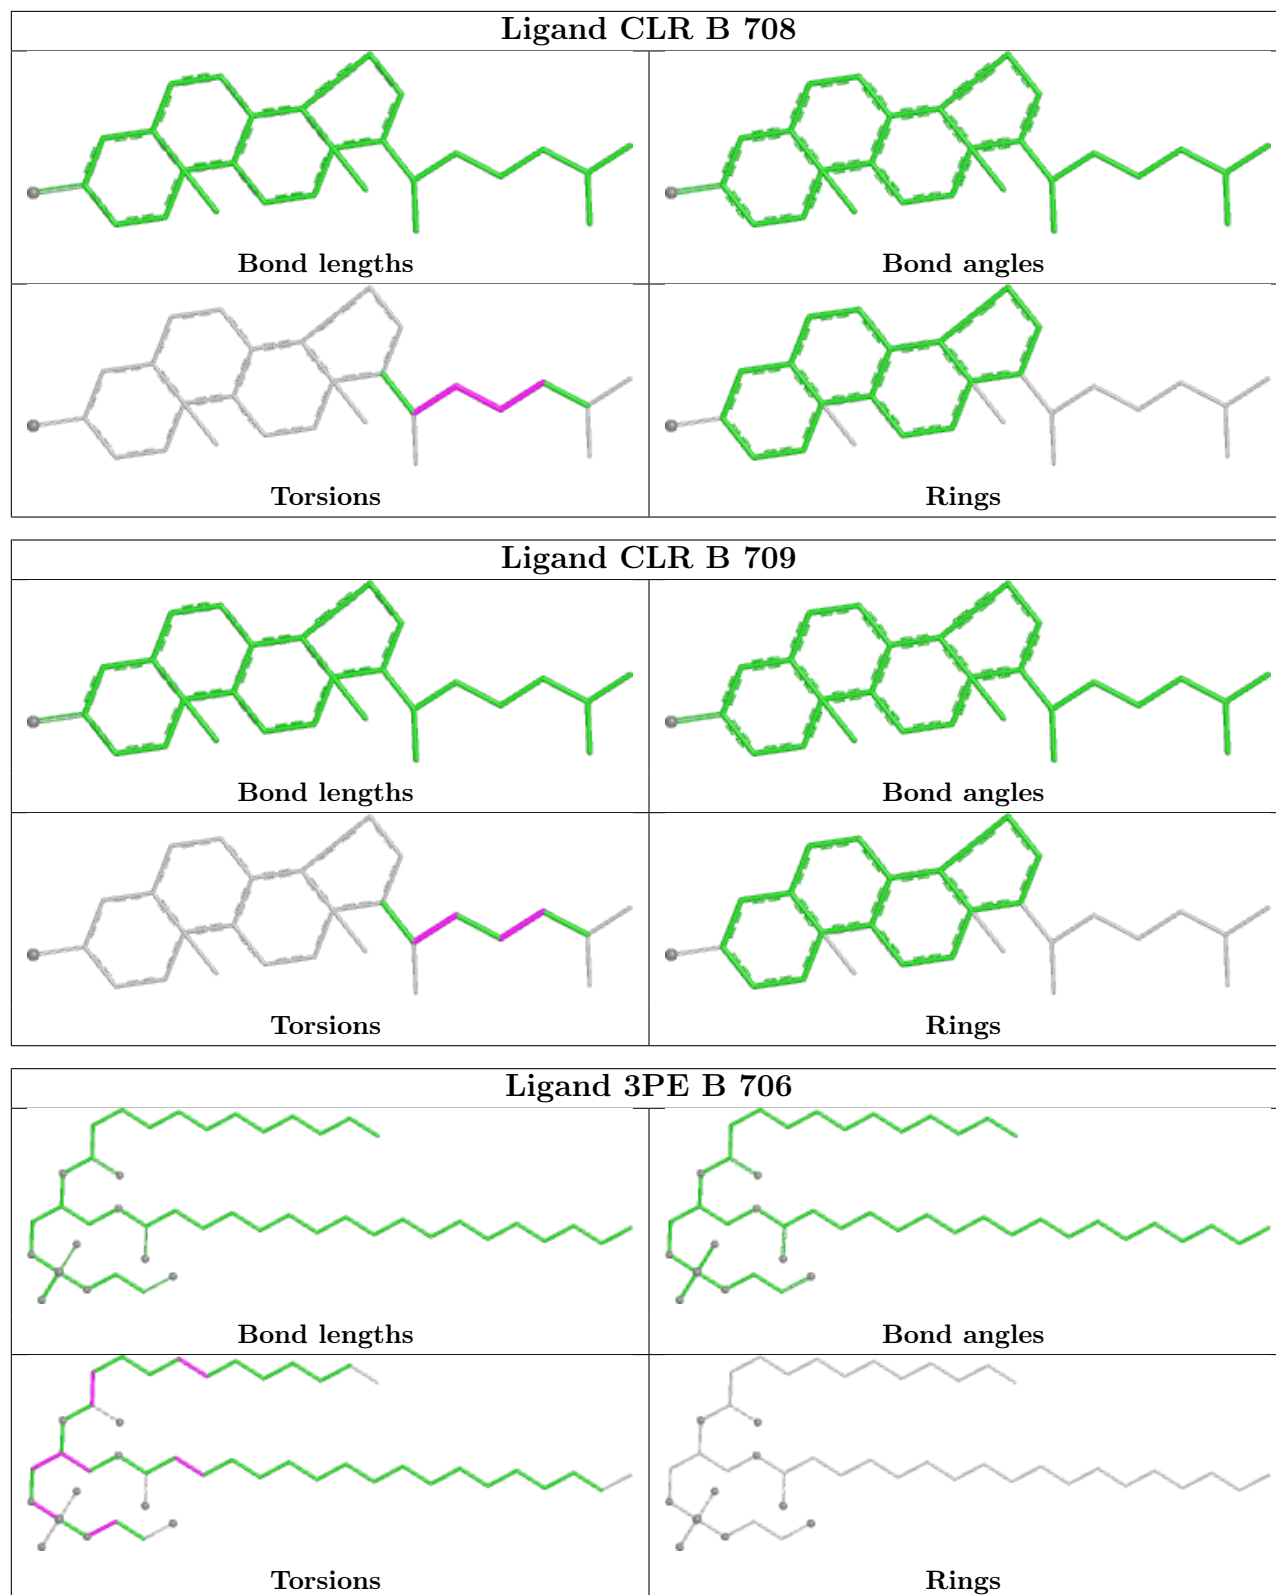 Ligand CLR B 708
Bond lengths
Bond angles
Torsions
Rings
Ligand CLR B 709
Bond lengths
Bond angles
Torsions
Rings
Ligand 3PE B 706
Bond lengths
Bond angles
Torsions
Rings